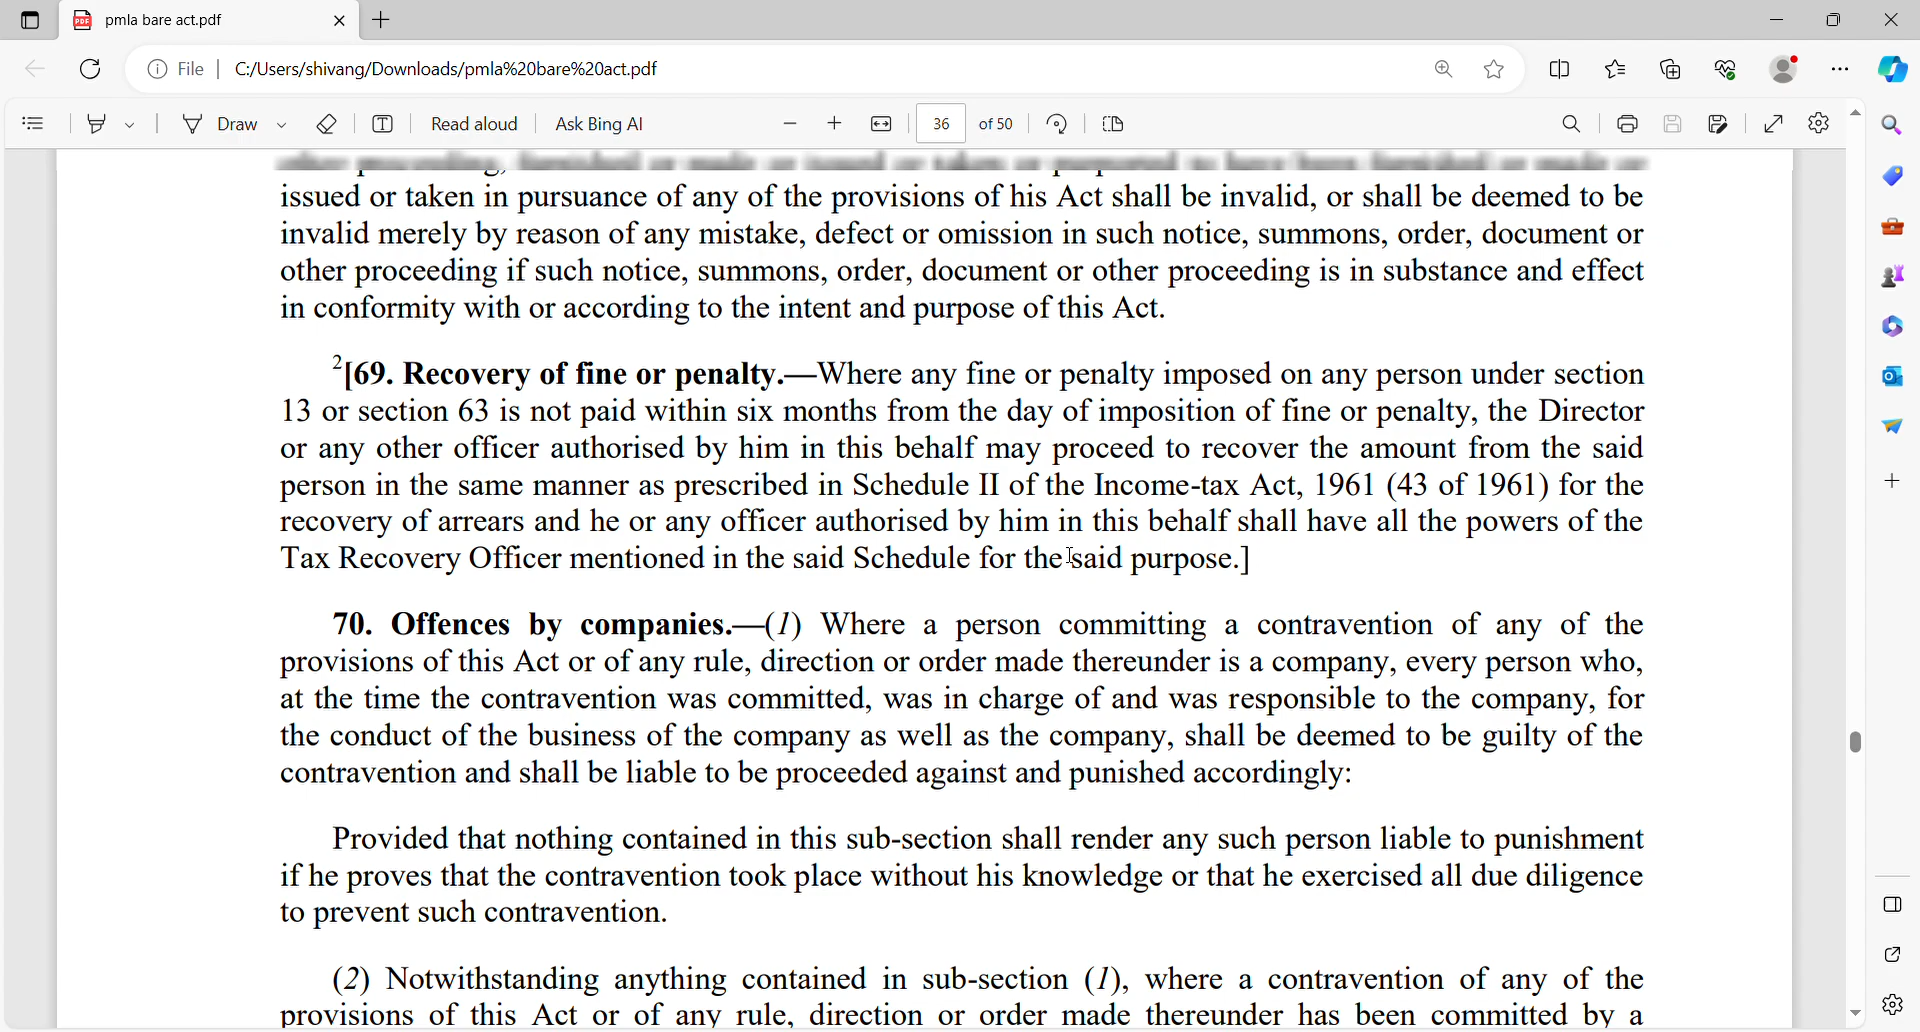 pmla bare act.pdf
File | C:/Users/shivang/Downloads/pmla%20bare%20act.pdf
Draw
Read aloud
Ask Bing AI
36 of 50
issued or taken in pursuance of any of the provisions of his Act shall be invalid, or shall be deemed to be
invalid merely by reason of any mistake, defect or omission in such notice, summons, order, document or
other proceeding if such notice, summons, order, document or other proceeding is in substance and effect
in conformity with or according to the intent and purpose of this Act.
2[69. Recovery of fine or penalty.—Where any fine or penalty imposed on any person under section
13 or section 63 is not paid within six months from the day of imposition of fine or penalty, the Director
or any other officer authorised by him in this behalf may proceed to recover the amount from the said
person in the same manner as prescribed in Schedule II of the Income-tax Act, 1961 (43 of 1961) for the
recovery of arrears and he or any officer authorised by him in this behalf shall have all the powers of the
Tax Recovery Officer mentioned in the said Schedule for the said purpose.]
70. Offences by companies.—(1) Where a person committing a contravention of any of the
provisions of this Act or of any rule, direction or order made thereunder is a company, every person who,
at the time the contravention was committed, was in charge of and was responsible to the company, for
the conduct of the business of the company as well as the company, shall be deemed to be guilty of the
contravention and shall be liable to be proceeded against and punished accordingly:
Provided that nothing contained in this sub-section shall render any such person liable to punishment
if he proves that the contravention took place without his knowledge or that he exercised all due diligence
to prevent such contravention.
(2) Notwithstanding anything contained in sub-section (1), where a contravention of any of the
provisions of this Act or of any rule, direction or order made thereunder has been committed by a